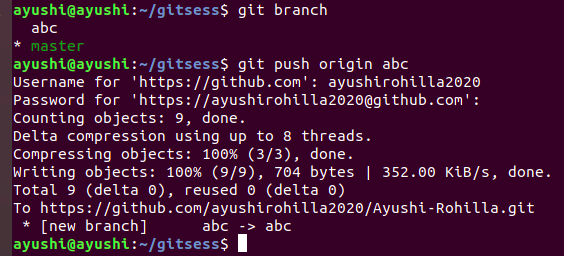 ayushi@ayushi:~/gitsess$ git branch
  abc
* master
ayushi@ayushi:~/gitsess$ git push origin abc
Username for 'https://github.com': ayushirohilla2020
Password for 'https://ayushirohilla2020@github.com':
Counting objects: 9, done.
Delta compression using up to 8 threads.
Compressing objects: 100% (3/3), done.
Writing objects: 100% (9/9), 704 bytes | 352.00 KiB/s, done.
Total 9 (delta 0), reused 0 (delta 0)
To https://github.com/ayushirohilla2020/Ayushi-Rohilla.git
 * [new branch]      abc -> abc
ayushi@ayushi:~/gitsess$